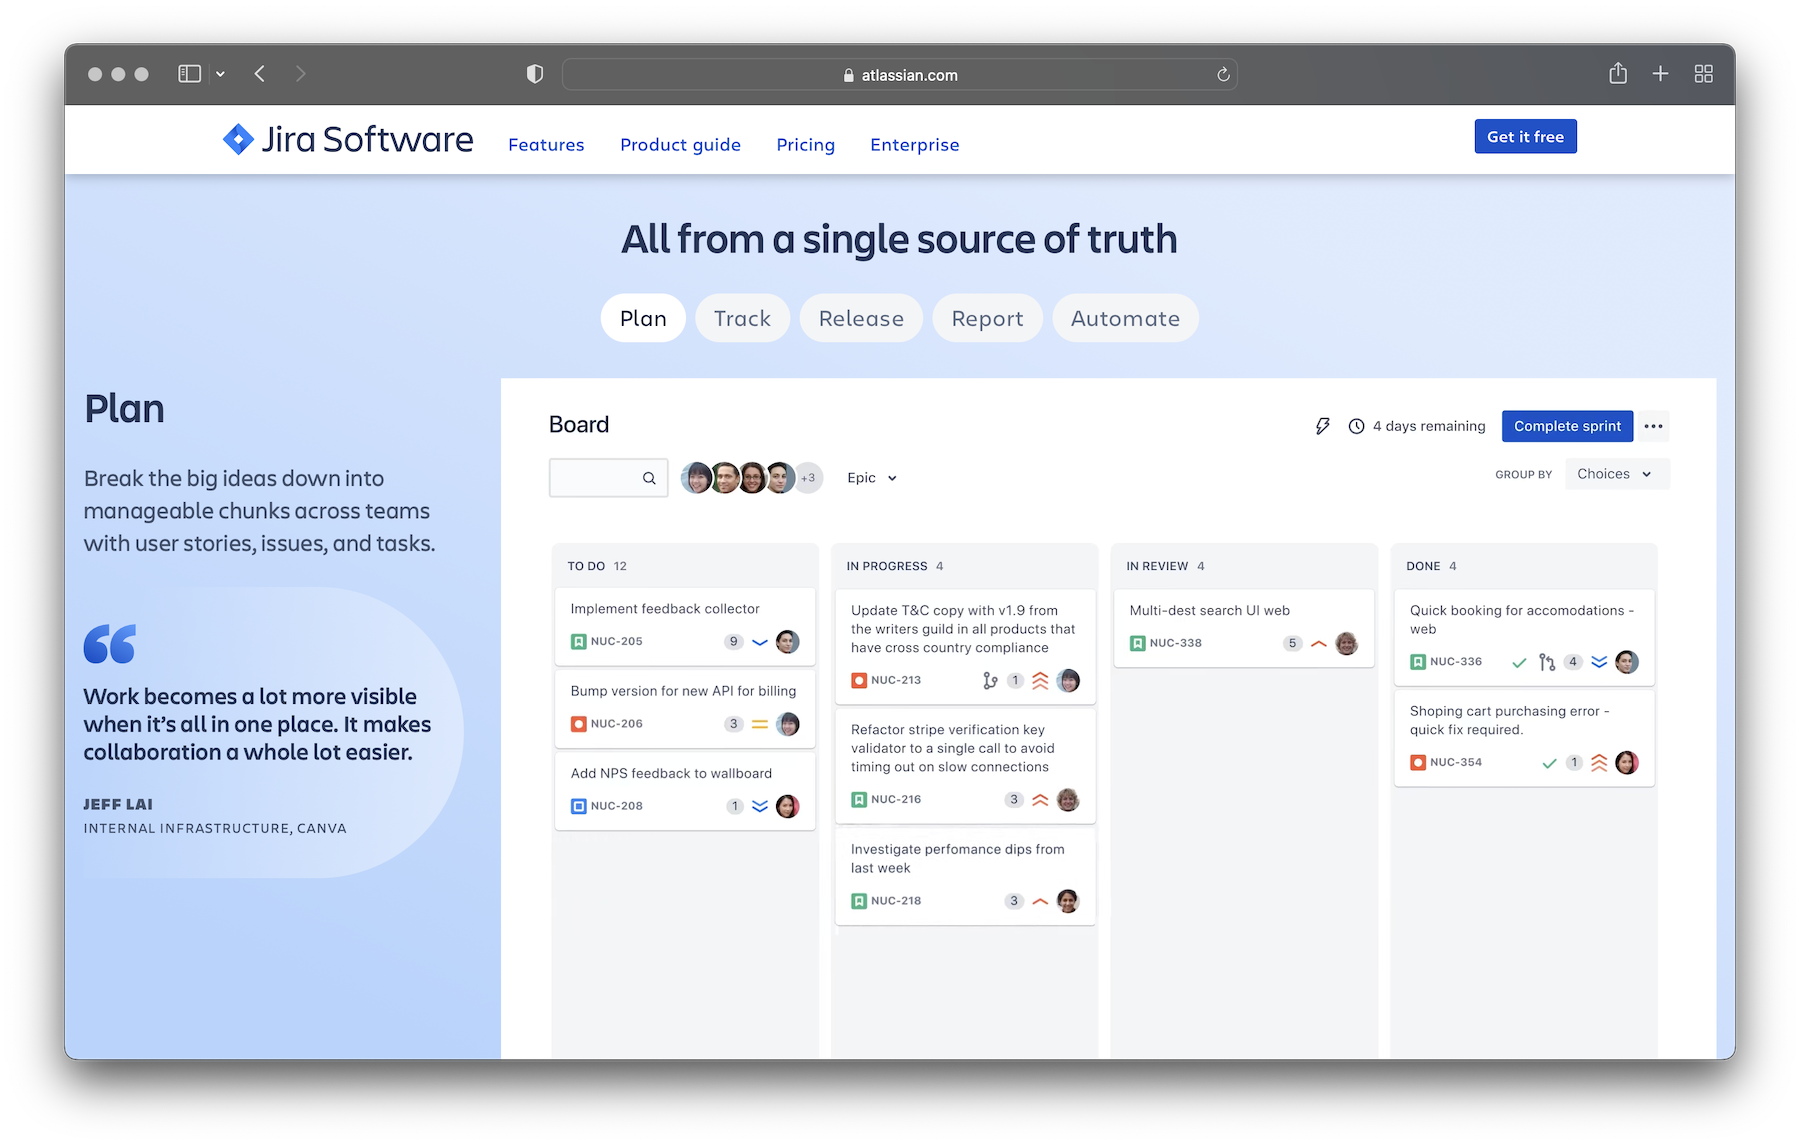 atlassian.com
Jira Software
Features
Product guide
Pricing
Enterprise
Get it free
All from a single source of truth
Plan
Track
Release
Report
Automate
Plan
Break the big ideas down into
manageable chunks across teams
with user stories, issues, and tasks.
“
Work becomes a lot more visible
when it’s all in one place. It makes
collaboration a whole lot easier.
JEFF LAI
INTERNAL INFRASTRUCTURE, CANVA
Board
4 days remaining
Complete sprint
+3
Epic
GROUP BY
Choices
TO DO 12
Implement feedback collector
NUC-205 9
Bump version for new API for billing
NUC-206 3
Add NPS feedback to wallboard
NUC-208 1
IN PROGRESS 4
Update T&C copy with v1.9 from
the writers guild in all products that
have cross country compliance
NUC-213 1
Refactor stripe verification key
validator to a single call to avoid
timing out on slow connections
NUC-216 3
Investigate perfomance dips from
last week
NUC-218 3
IN REVIEW 4
Multi-dest search UI web
NUC-338 5
DONE 4
Quick booking for accomodations -
web
NUC-336 4
Shoping cart purchasing error -
quick fix required.
NUC-354 1